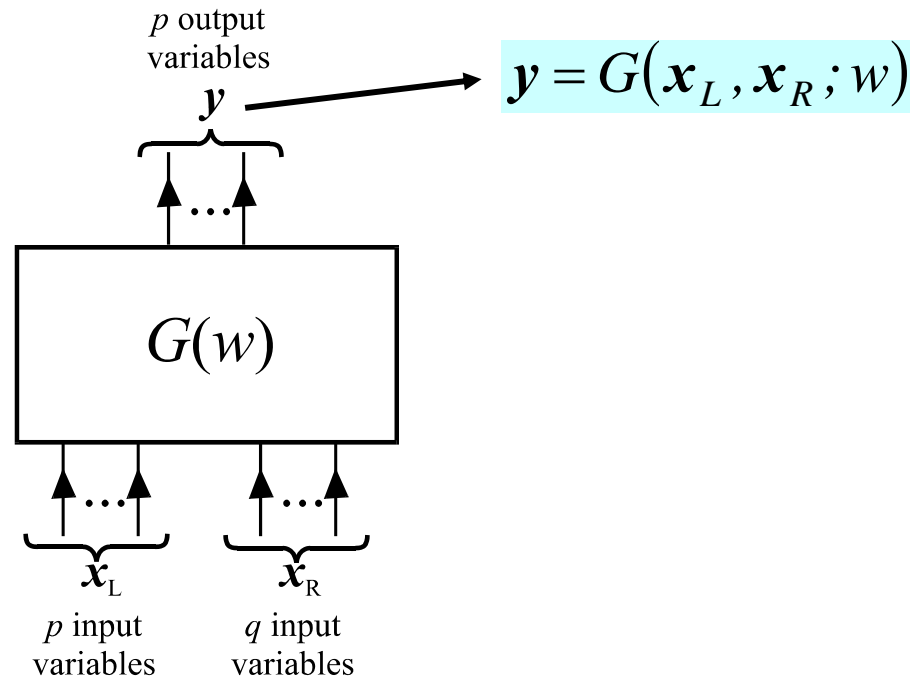 p output
variables
y
y = G(x_L, x_R; w)
...
G(w)
... ...
x_L x_R
p input q input
variables variables